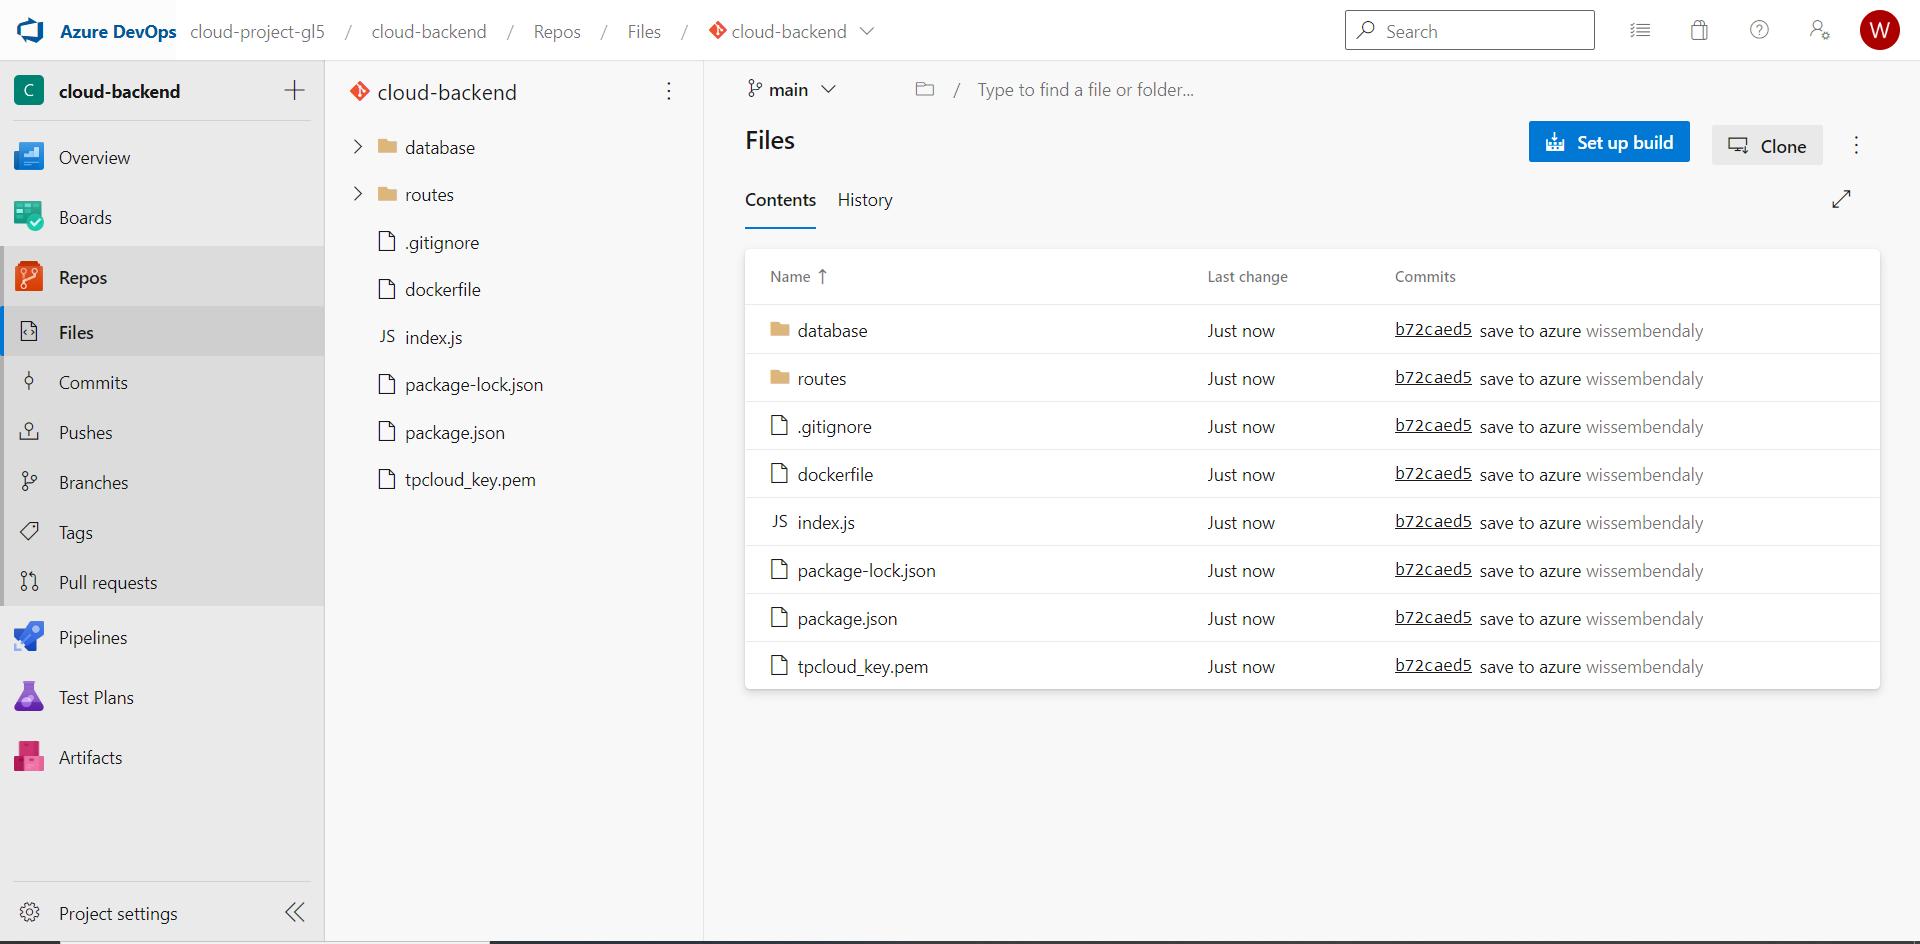 Azure DevOps cloud-project-gl5 / cloud-backend / Repos / Files / cloud-backend
Search
W
C cloud-backend
Overview
Boards
Repos
Files
Commits
Pushes
Branches
Tags
Pull requests
Pipelines
Test Plans
Artifacts
Project settings
cloud-backend
database
routes
.gitignore
dockerfile
JS index.js
package-lock.json
package.json
tpcloud_key.pem
main / Type to find a file or folder...
Files
Set up build
Clone
Contents History
Name Last change Commits
database Just now b72caed5 save to azure wissembendaly
routes Just now b72caed5 save to azure wissembendaly
.gitignore Just now b72caed5 save to azure wissembendaly
dockerfile Just now b72caed5 save to azure wissembendaly
JS index.js Just now b72caed5 save to azure wissembendaly
package-lock.json Just now b72caed5 save to azure wissembendaly
package.json Just now b72caed5 save to azure wissembendaly
tpcloud_key.pem Just now b72caed5 save to azure wissembendaly